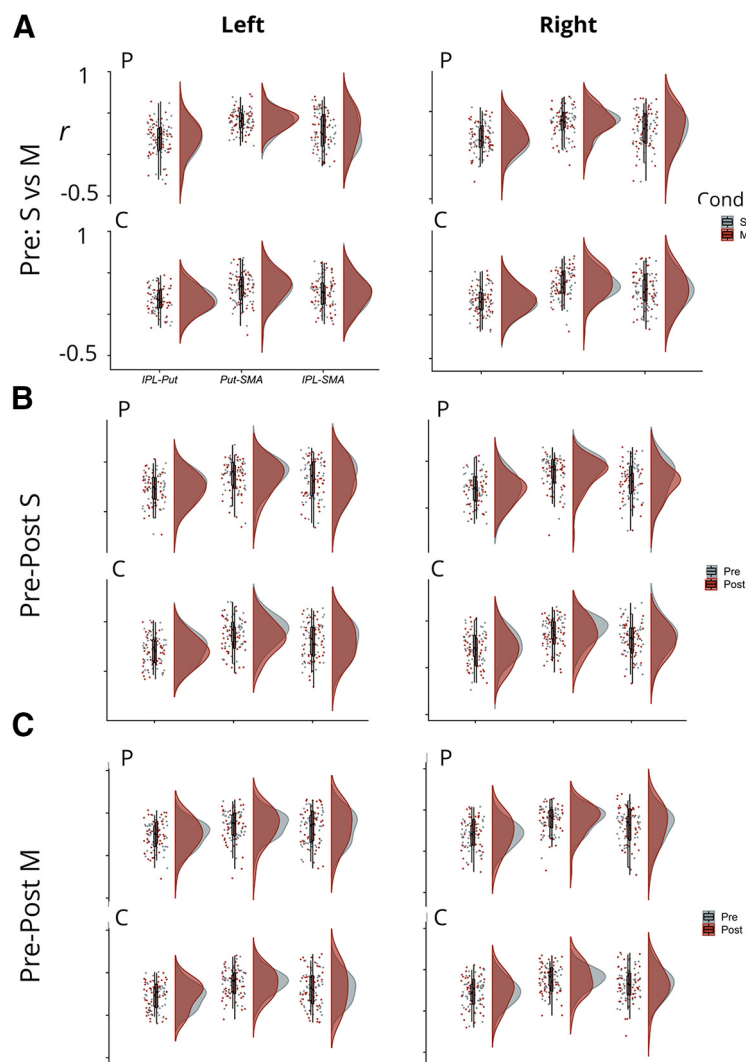 A
Left
Right
P
P
1
r
-0.5
Pre: S vs M
Cond
S
M
C
C
1
-0.5
IPL-Put
Put-SMA
IPL-SMA
B
P
P
Pre-Post S
C
C
Pre
Post
C
P
P
Pre-Post M
C
C
Pre
Post